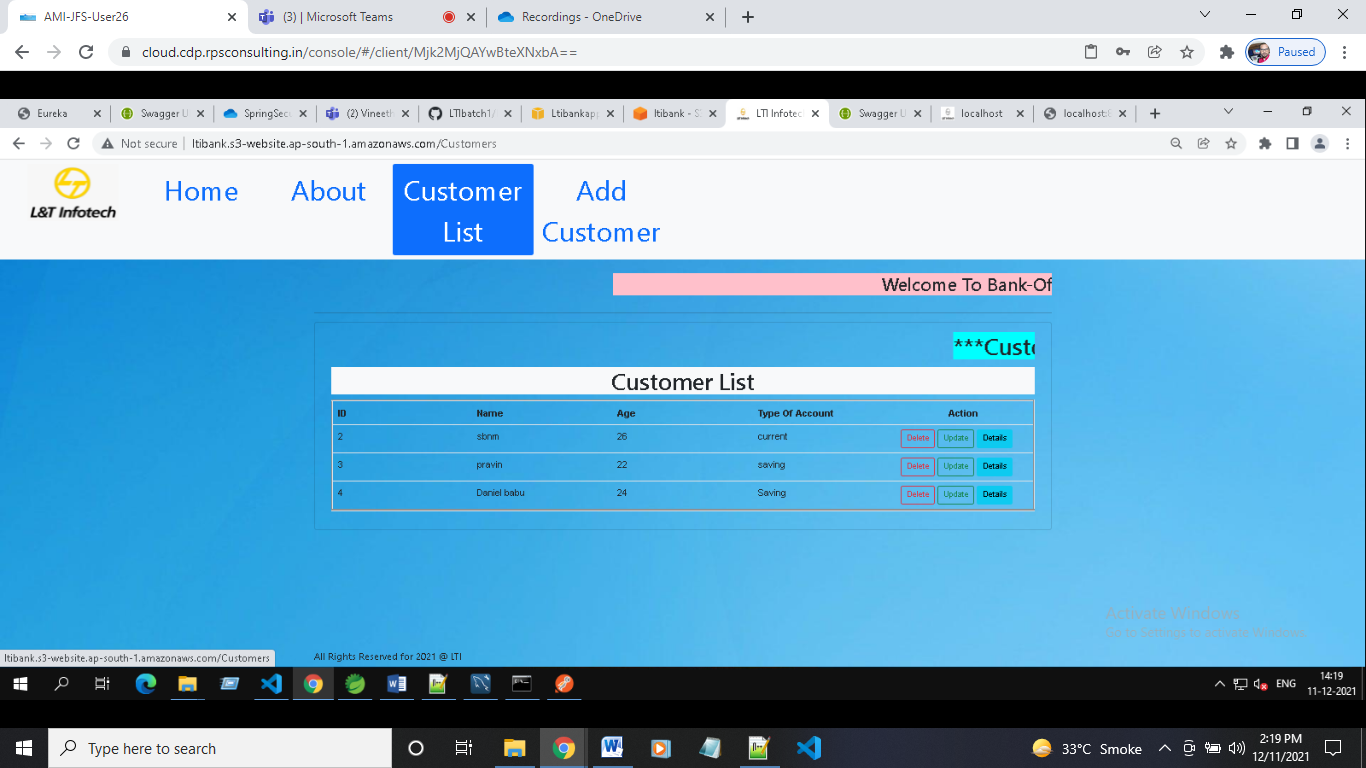 AMI-JFS-User26
(3) | Microsoft Teams
Recordings - OneDrive
cloud.cdp.rpsconsulting.in/console/#/client/Mjk2MjQAYwBteXNxbA==
Paused
Eureka
Swagger U
SpringSecu
(2) Vineeth
LTIbatch1/
Ltibankapp
ltibank - S3
LTI Infotec
Swagger U
localhost
localhost:8
Not secure | ltibank.s3-website.ap-south-1.amazonaws.com/Customers
L&T Infotech
Home
About
Customer
List
Add
Customer
Welcome To Bank-Of
***Custo
Customer List
ID Name Age Type Of Account Action
2 sbnm 26 current Delete Update Details
3 pravin 22 saving Delete Update Details
4 Daniel babu 24 Saving Delete Update Details
Activate Windows
Go to Settings to activate Windows.
ltibank.s3-website.ap-south-1.amazonaws.com/Customers
All Rights Reserved for 2021 @ LTI
ENG
14:19
11-12-2021
Type here to search
33°C Smoke
2:19 PM
12/11/2021